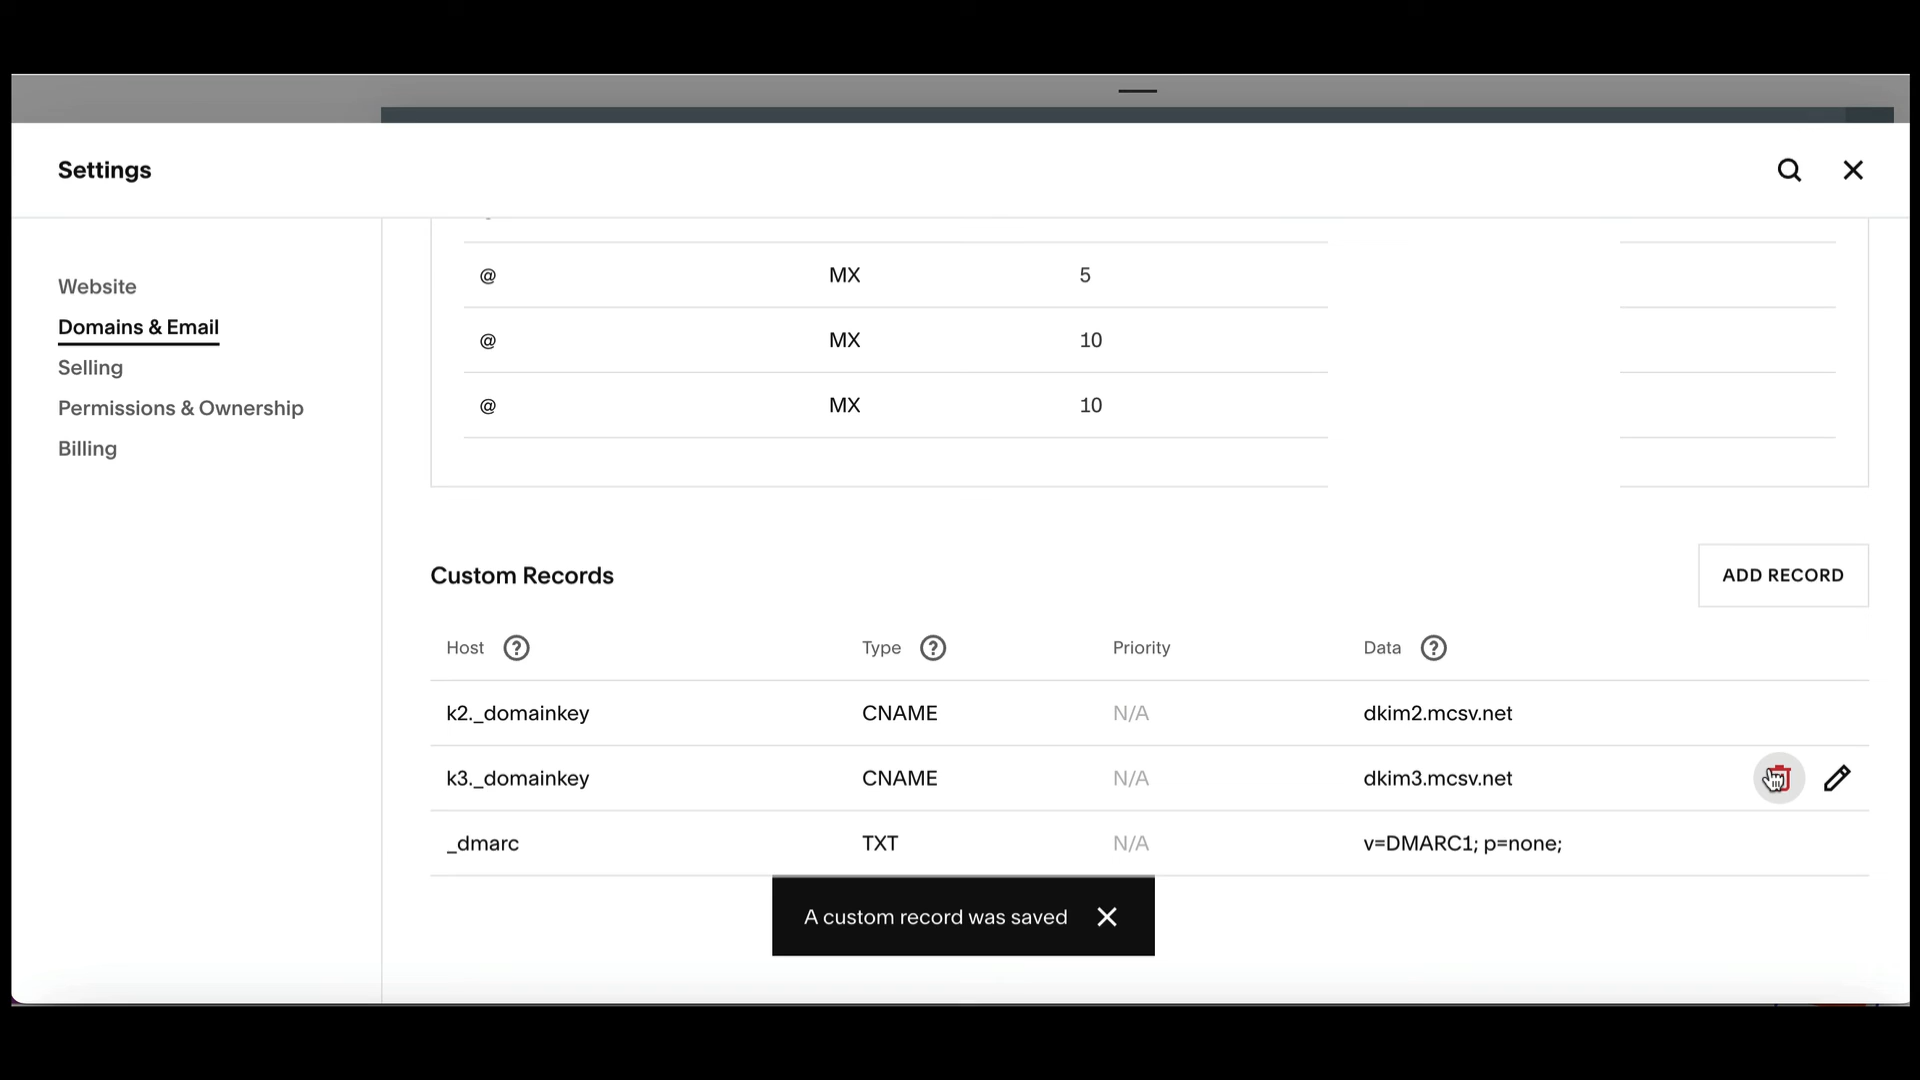 Settings
Website
Domains & Email
Selling
Permissions & Ownership
Billing
@ MX 5
@ MX 10
@ MX 10
Custom Records
ADD RECORD
Host ? Type ? Priority Data ?
k2._domainkey CNAME N/A dkim2.mcsv.net
k3._domainkey CNAME N/A dkim3.mcsv.net
_dmarc TXT N/A v=DMARC1; p=none;
A custom record was saved